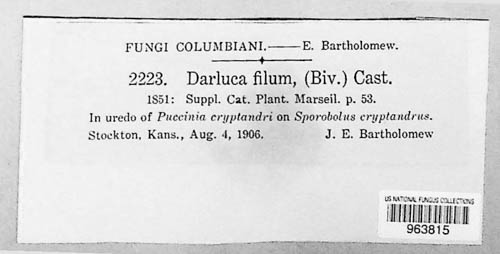 FUNGI COLUMBIANI.——E. Bartholomew.
2223. Darluca filum, (Biv.) Cast.
1851: Suppl. Cat. Plant. Marseil. p. 53.
In uredo of Puccinia cryptandri on Sporobolus cryptandrus.
Stockton, Kans., Aug. 4, 1906. J. E. Bartholomew
US NATIONAL FUNGUS COLLECTIONS
963815